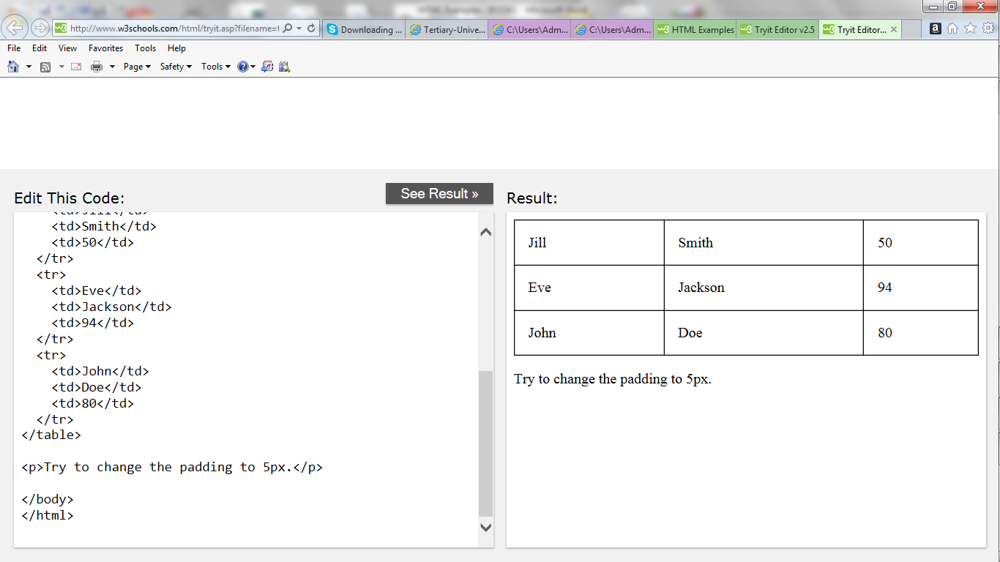 http://www.w3schools.com/html/tryit.asp?filename=t
Downloading ...
Tertiary-Unive...
C:\Users\Adm...
C:\Users\Adm...
HTML Examples
Tryit Editor v2.5
Tryit Editor...
File Edit View Favorites Tools Help
Page Safety Tools
Edit This Code:
See Result »
<td>Smith</td>
<td>50</td>
</tr>
<tr>
<td>Eve</td>
<td>Jackson</td>
<td>94</td>
</tr>
<tr>
<td>John</td>
<td>Doe</td>
<td>80</td>
</tr>
</table>
<p>Try to change the padding to 5px.</p>
</body>
</html>
Result:
Jill Smith 50
Eve Jackson 94
John Doe 80
Try to change the padding to 5px.